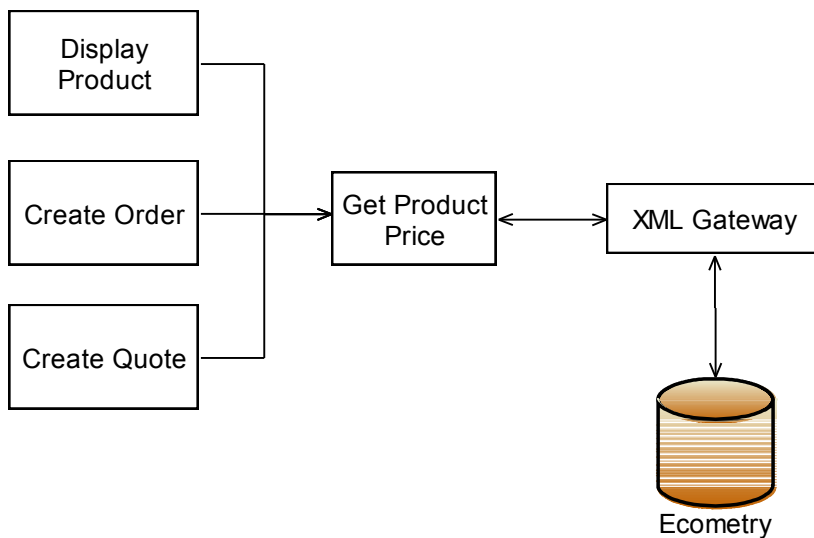 Display
Product
Create Order
Get Product
Price
XML Gateway
Create Quote
Ecometry